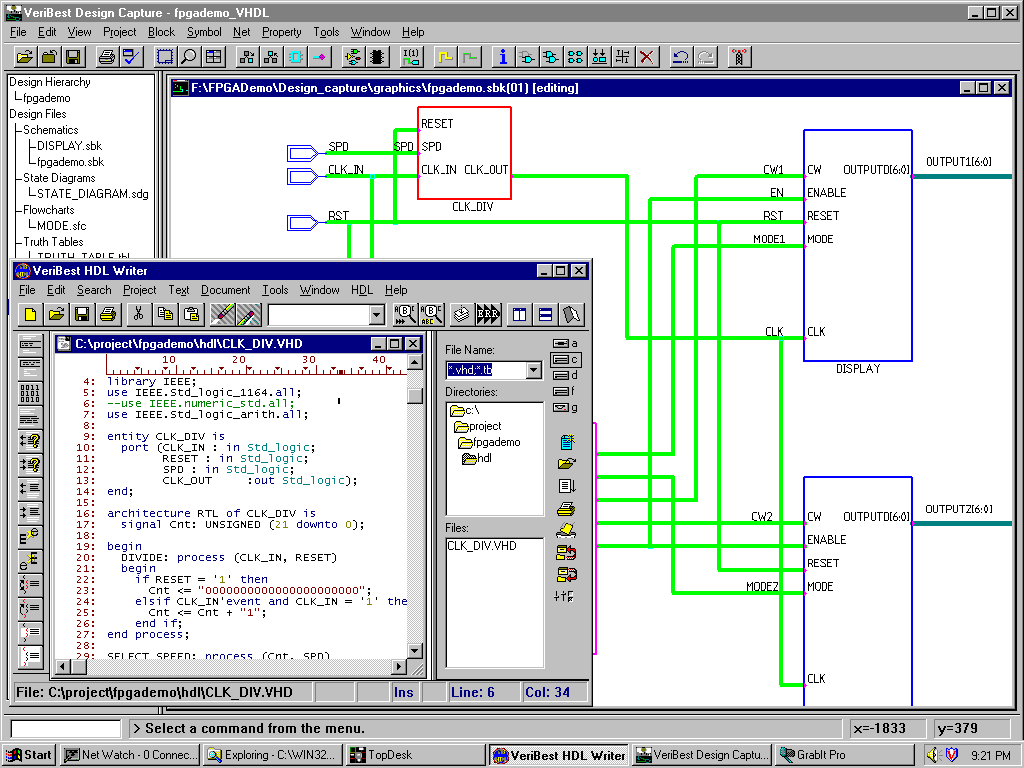 VeriBest Design Capture - fpgademo_VHDL
File Edit View Project Block Symbol Net Property Tools Window Help
Design Hierarchy
fpgademo
Design Files
Schematics
DISPLAY.sbk
fpgademo.sbk
State Diagrams
STATE_DIAGRAM.sdg
Flowcharts
MODE.sfc
Truth Tables
TRUTH_TABLE.tbl
F:\FPGADemo\Design_capture\graphics\fpgademo.sbk(01) [editing]
RESET
SPD SPD SPD
CLK_IN CLK_IN CLK_OUT
CLK_DIV
RST
CW1 CW OUTPUTD[6:0] OUTPUT1[6:0]
EN ENABLE
RST RESET
MODE1 MODE
CLK CLK
DISPLAY
CW2 CW OUTPUTD[6:0] OUTPUT2[6:0]
ENABLE
RESET
MODE2 MODE
CLK
VeriBest HDL Writer
File Edit Search Project Text Document Tools Window HDL Help
C:\project\fpgademo\hdl\CLK_DIV.VHD
10 20 30 40
4: library IEEE;
5: use IEEE.Std_logic_1164.all;
6: --use IEEE.numeric_std.all;
7: use IEEE.Std_logic_arith.all;
8:
9: entity CLK_DIV is
10: port (CLK_IN : in Std_logic;
11: RESET : in Std_logic;
12: SPD : in Std_logic;
13: CLK_OUT :out Std_logic);
14: end;
15:
16: architecture RTL of CLK_DIV is
17: signal Cnt: UNSIGNED (21 downto 0);
18:
19: begin
20: DIVIDE: process (CLK_IN, RESET)
21: begin
22: if RESET = '1' then
23: Cnt <= "0000000000000000000000";
24: elsif CLK_IN'event and CLK_IN = '1' the
25: Cnt <= Cnt + "1";
26: end if;
27: end process;
28:
29: SELECT_SPEED: process (Cnt, SPD)
File Name:
*.vhd;*.tb
Directories:
c:\
project
fpgademo
hdl
Files:
CLK_DIV.VHD
a
c
d
f
g
File: C:\project\fpgademo\hdl\CLK_DIV.VHD Ins Line: 6 Col: 34
> Select a command from the menu. x=-1833 y=379
Start Net Watch - 0 Connec... Exploring - C:\WIN32... TopDesk VeriBest HDL Writer VeriBest Design Captu... GrabIt Pro 9:21 PM